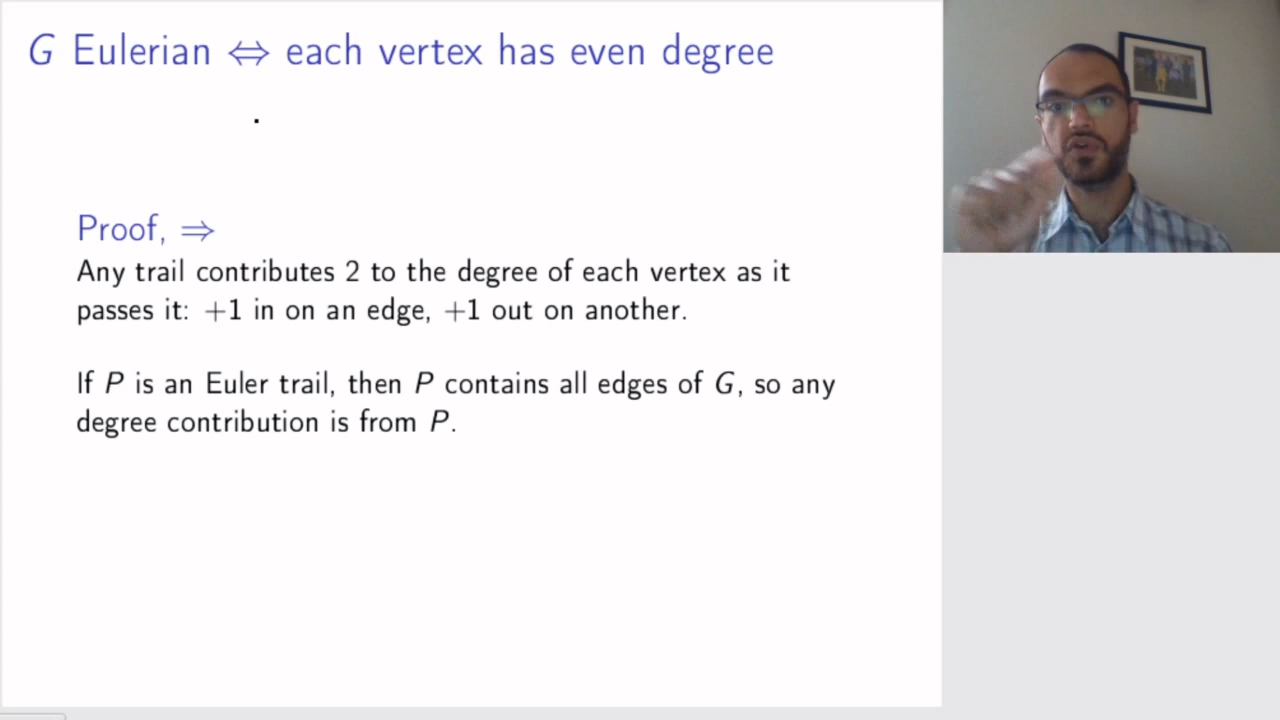 G Eulerian ⇔ each vertex has even degree
Proof, ⇒
Any trail contributes 2 to the degree of each vertex as it
passes it: +1 in on an edge, +1 out on another.
If P is an Euler trail, then P contains all edges of G, so any
degree contribution is from P.